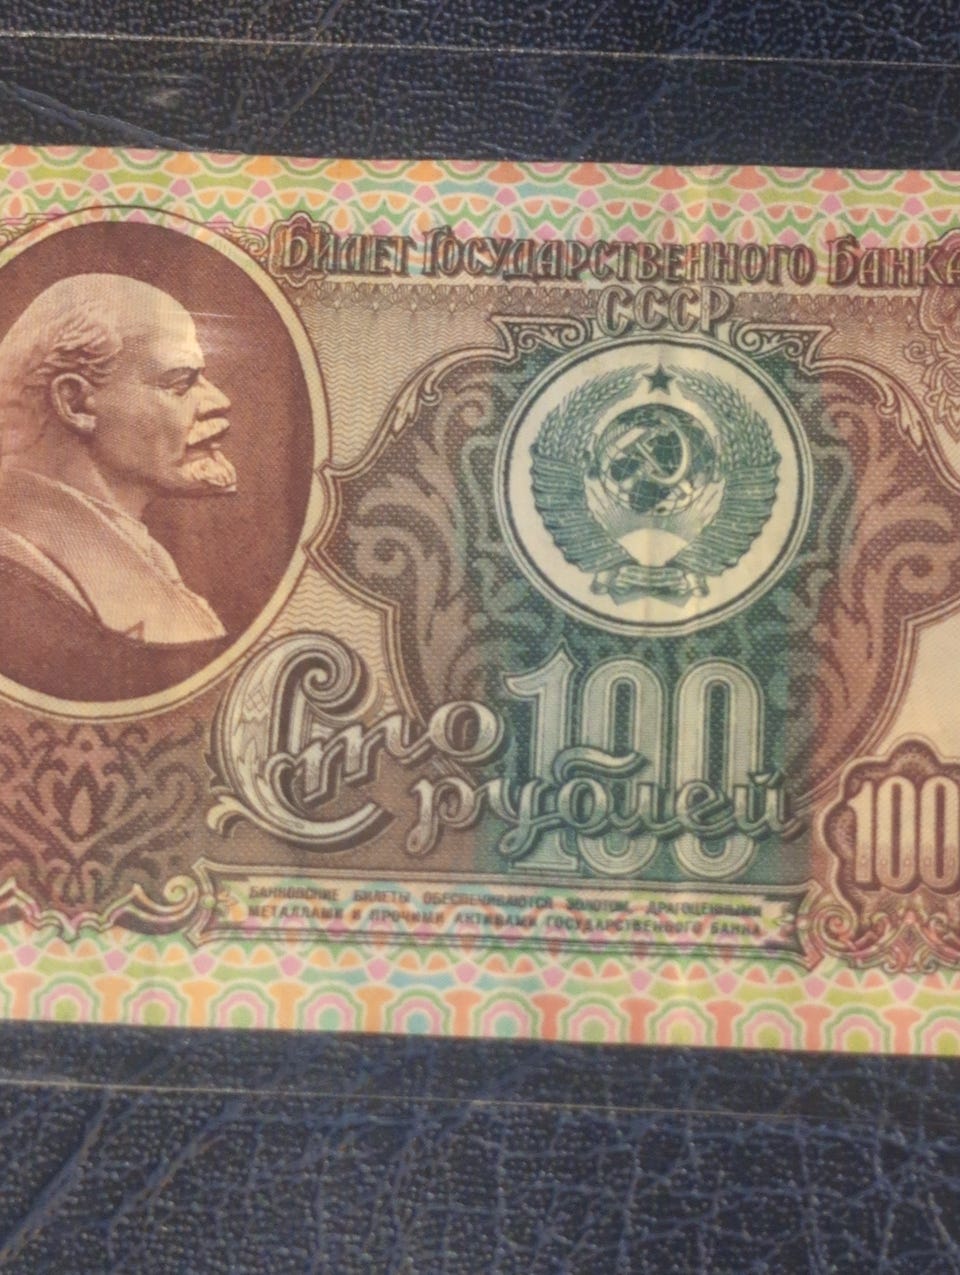 Билет Государственного Банка
СССР
100
Сто
рублей
100
БАНКОВСКИЕ БИЛЕТЫ ОБЕСПЕЧИВАЮТСЯ ЗОЛОТОМ, ДРАГОЦЕННЫМИ
МЕТАЛЛАМИ И ПРОЧИМИ АКТИВАМИ ГОСУДАРСТВЕННОГО БАНКА